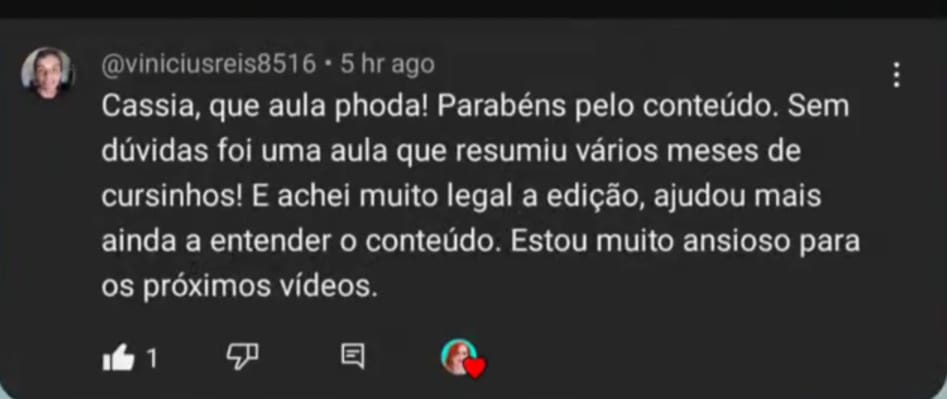 @viniciusreis8516 • 5 hr ago
Cassia, que aula phoda! Parabéns pelo conteúdo. Sem
dúvidas foi uma aula que resumiu vários meses de
cursinhos! E achei muito legal a edição, ajudou mais
ainda a entender o conteúdo. Estou muito ansioso para
os próximos vídeos.
1